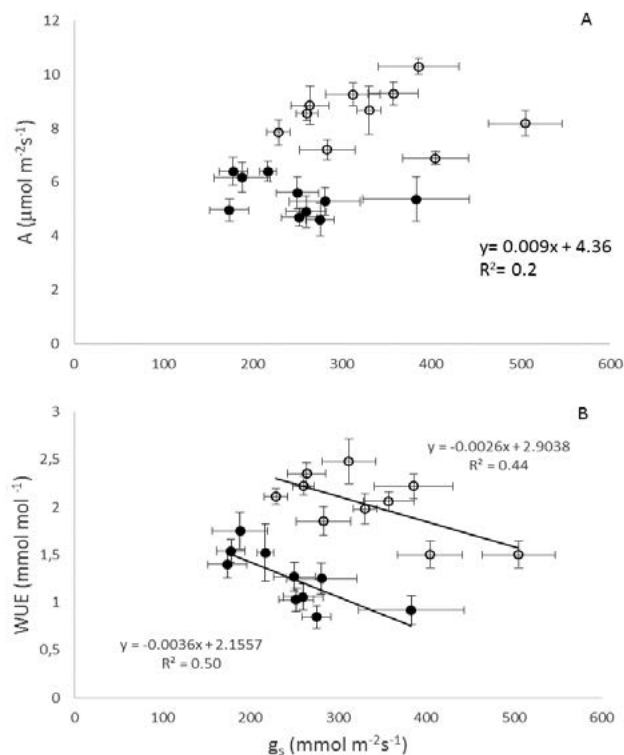 A
12
10
8
6
4
2
0
A (µmol m⁻²s⁻¹)
y= 0.009x + 4.36
R²= 0.2
0 100 200 300 400 500 600
B
3
2,5
2
1,5
1
0,5
0
WUE (mmol mol ⁻¹)
y = -0.0026x + 2.9038
R² = 0.44
y = -0.0036x + 2.1557
R² = 0.50
0 100 200 300 400 500 600
gₛ (mmol m⁻²s⁻¹)